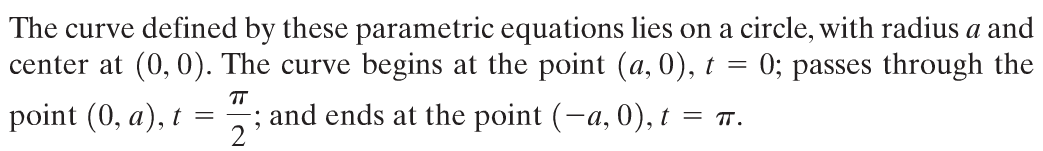 The curve defined by these parametric equations lies on a circle, with radius a and
center at (0, 0). The curve begins at the point (a, 0), t = 0; passes through the
point (0, a), t = π/2; and ends at the point (−a, 0), t = π.